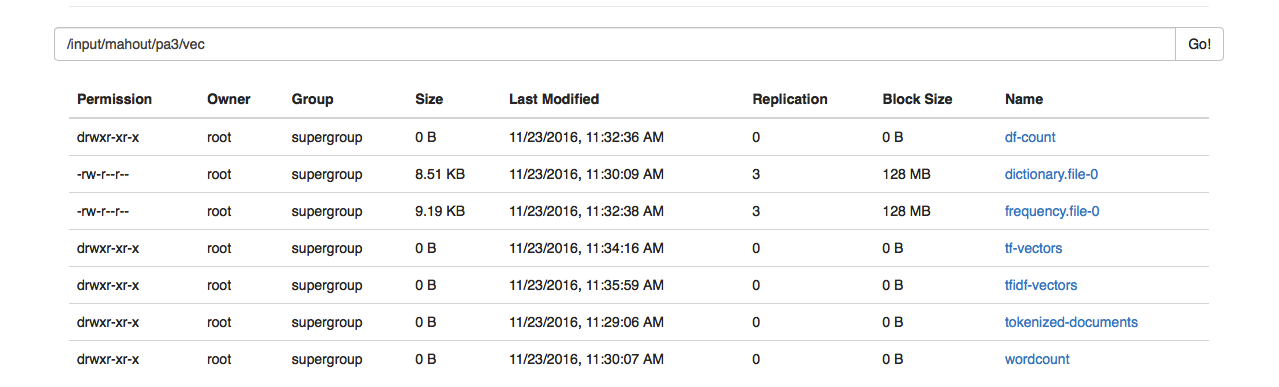 /input/mahout/pa3/vec Go!
Permission Owner Group Size Last Modified Replication Block Size Name
drwxr-xr-x root supergroup 0 B 11/23/2016, 11:32:36 AM 0 0 B df-count
-rw-r--r-- root supergroup 8.51 KB 11/23/2016, 11:30:09 AM 3 128 MB dictionary.file-0
-rw-r--r-- root supergroup 9.19 KB 11/23/2016, 11:32:38 AM 3 128 MB frequency.file-0
drwxr-xr-x root supergroup 0 B 11/23/2016, 11:34:16 AM 0 0 B tf-vectors
drwxr-xr-x root supergroup 0 B 11/23/2016, 11:35:59 AM 0 0 B tfidf-vectors
drwxr-xr-x root supergroup 0 B 11/23/2016, 11:29:06 AM 0 0 B tokenized-documents
drwxr-xr-x root supergroup 0 B 11/23/2016, 11:30:07 AM 0 0 B wordcount